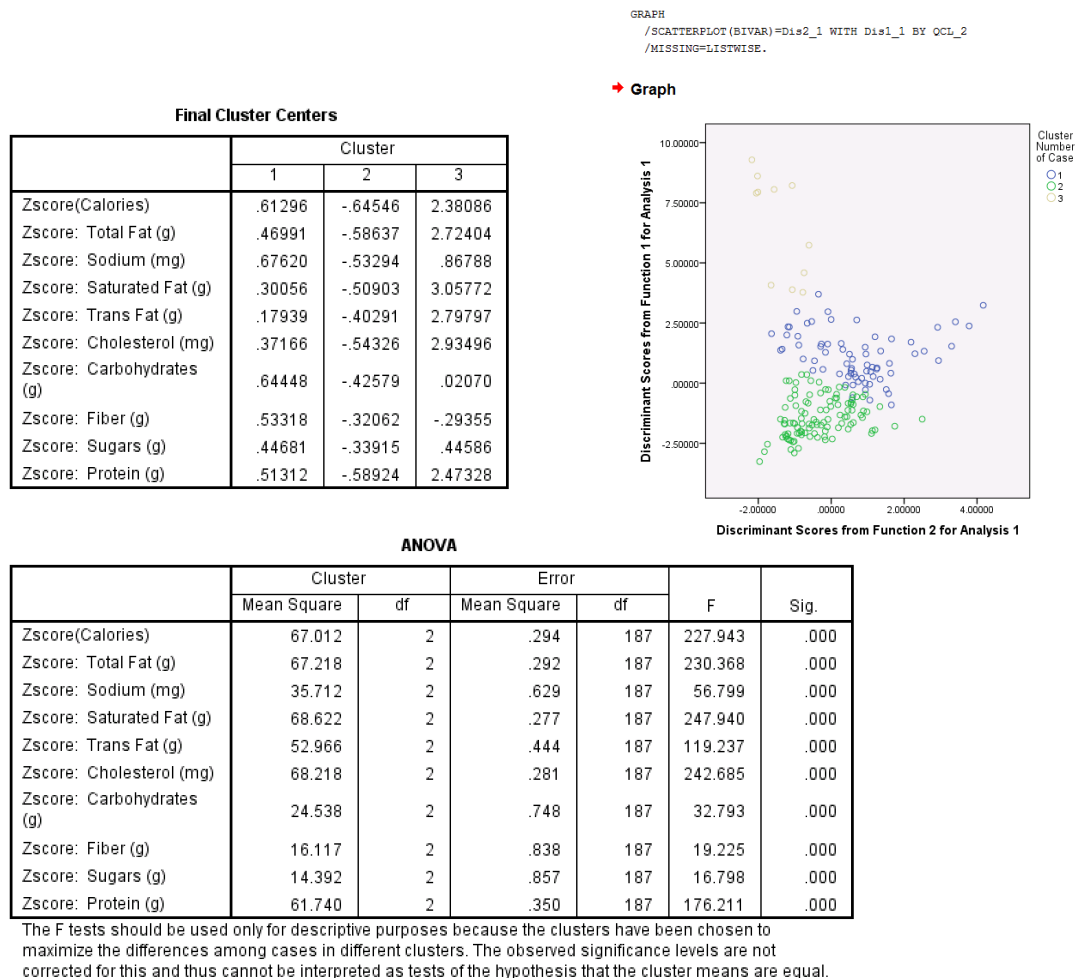 GRAPH
/SCATTERPLOT(BIVAR)=Dis2_1 WITH Dis1_1 BY QCL_2
/MISSING=LISTWISE.
Graph
Final Cluster Centers
Cluster
1 2 3
Zscore(Calories) .61296 -.64546 2.38086
Zscore: Total Fat (g) .46991 -.58637 2.72404
Zscore: Sodium (mg) .67620 -.53294 .86788
Zscore: Saturated Fat (g) .30056 -.50903 3.05772
Zscore: Trans Fat (g) .17939 -.40291 2.79797
Zscore: Cholesterol (mg) .37166 -.54326 2.93496
Zscore: Carbohydrates
(g) .64448 -.42579 .02070
Zscore: Fiber (g) .53318 -.32062 -.29355
Zscore: Sugars (g) .44681 -.33915 .44586
Zscore: Protein (g) .51312 -.58924 2.47328
Discriminant Scores from Function 1 for Analysis 1
10.00000
7.50000
5.00000
2.50000
.00000
-2.50000
-2.00000 .00000 2.00000 4.00000
Discriminant Scores from Function 2 for Analysis 1
Cluster
Number
of Case
1
2
3
ANOVA
Cluster Error F Sig.
Mean Square df Mean Square df
Zscore(Calories) 67.012 2 .294 187 227.943 .000
Zscore: Total Fat (g) 67.218 2 .292 187 230.368 .000
Zscore: Sodium (mg) 35.712 2 .629 187 56.799 .000
Zscore: Saturated Fat (g) 68.622 2 .277 187 247.940 .000
Zscore: Trans Fat (g) 52.966 2 .444 187 119.237 .000
Zscore: Cholesterol (mg) 68.218 2 .281 187 242.685 .000
Zscore: Carbohydrates
(g) 24.538 2 .748 187 32.793 .000
Zscore: Fiber (g) 16.117 2 .838 187 19.225 .000
Zscore: Sugars (g) 14.392 2 .857 187 16.798 .000
Zscore: Protein (g) 61.740 2 .350 187 176.211 .000
The F tests should be used only for descriptive purposes because the clusters have been chosen to
maximize the differences among cases in different clusters. The observed significance levels are not
corrected for this and thus cannot be interpreted as tests of the hypothesis that the cluster means are equal.